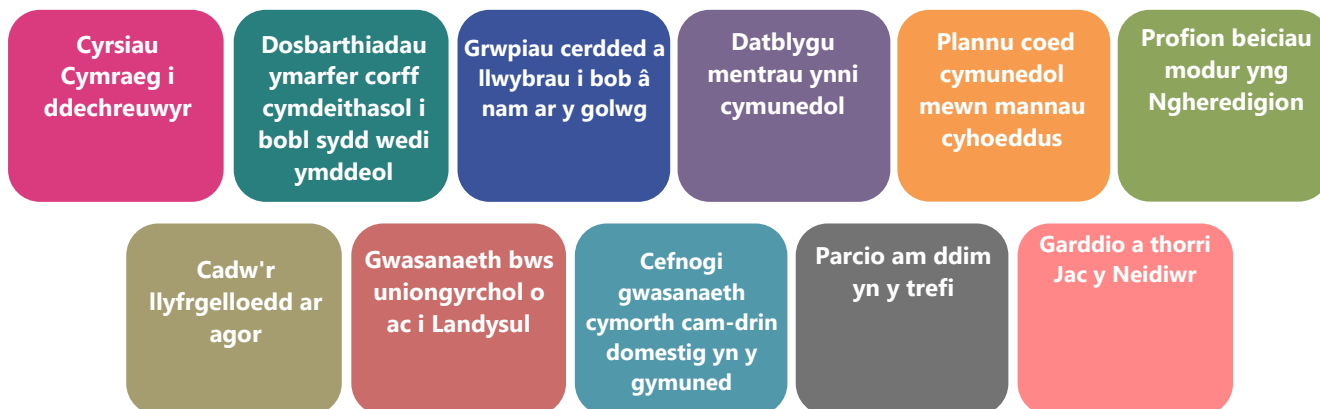 Cyrsiau
Cymraeg i
ddechreuwyr
Dosbarthiadau
ymarfer corff
cymdeithasol i
bobl sydd wedi
ymddeol
Grwpiau cerdded a
llwybrau i bob â
nam ar y golwg
Datblygu
mentrau ynni
cymunedol
Plannu coed
cymunedol
mewn mannau
cyhoeddus
Profion beiciau
modur yng
Ngheredigion
Cadw'r
llyfrgelloedd ar
agor
Gwasanaeth bws
uniongyrchol o
ac i Landysul
Cefnogi
gwasanaeth
cymorth cam-drin
domestig yn y
gymuned
Parcio am ddim
yn y trefi
Garddio a thorri
Jac y Neidiwr